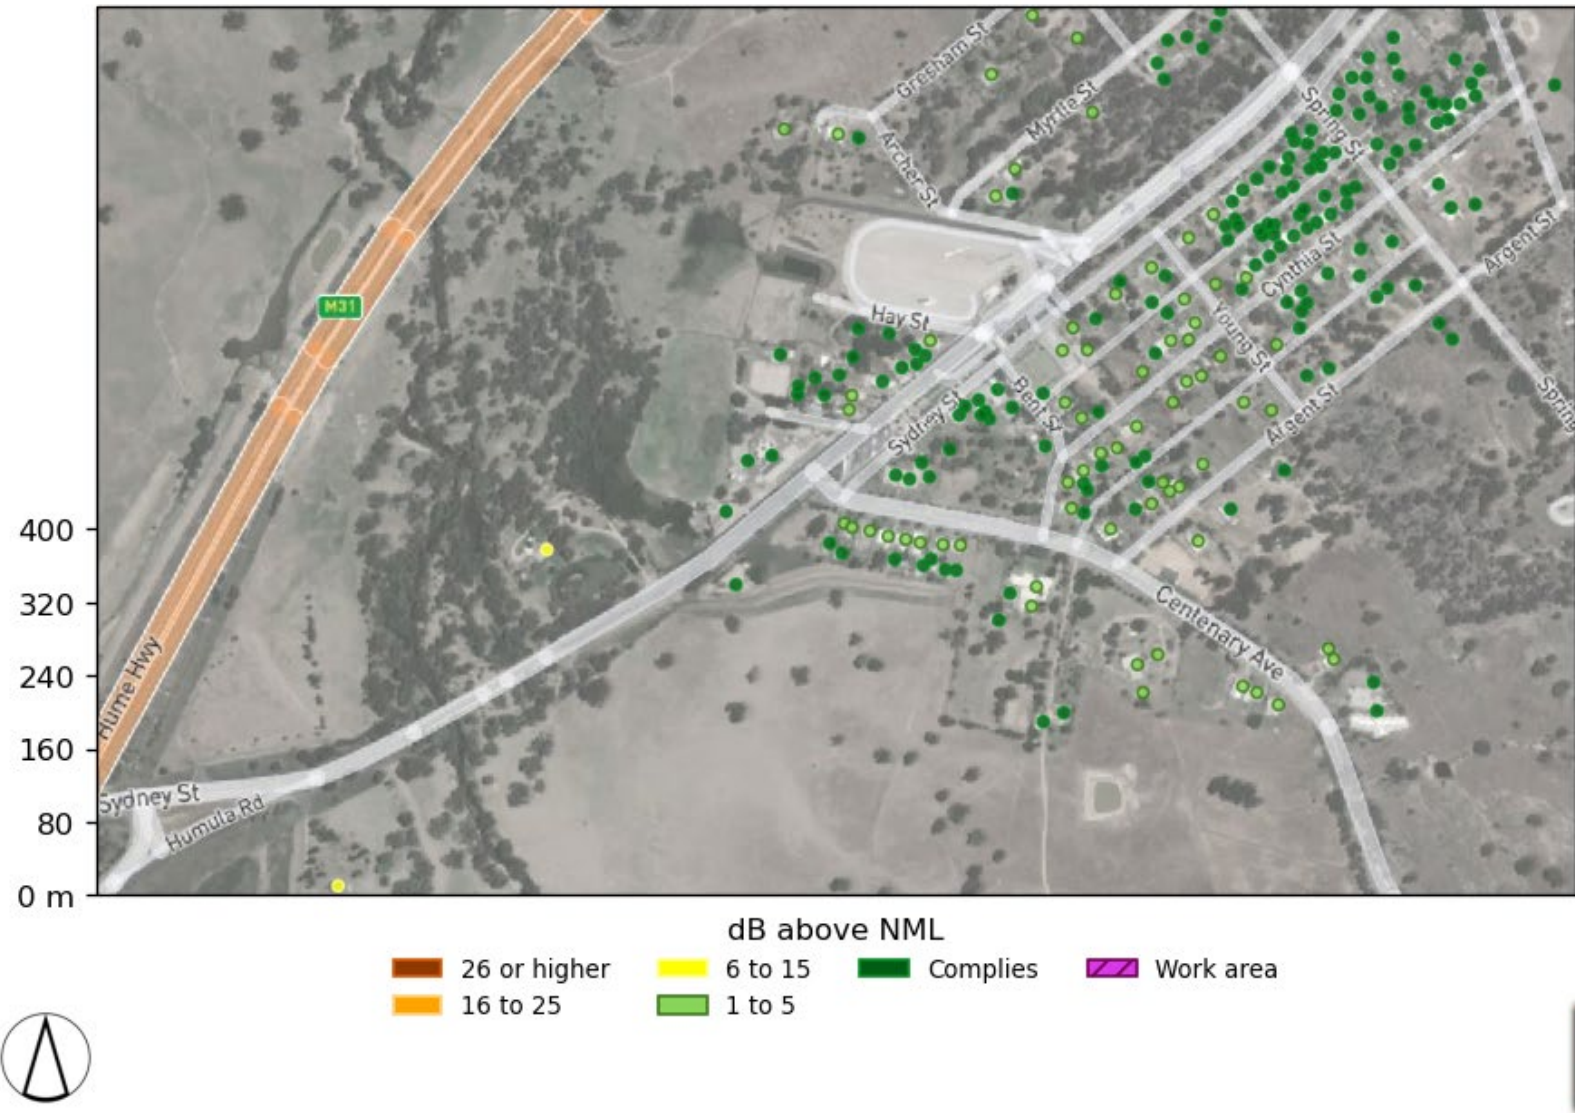 Gresham St
Myrtle St
Spring St
Archer St
Argent St
Cynthia St
M31
Hay St
Young St
Bent St
Spring
Sydney St
Argent St
400
320
240
160
80
0 m
Centenary Ave
Hume Hwy
Sydney St
Humula Rd
dB above NML
26 or higher
6 to 15
Complies
Work area
16 to 25
1 to 5